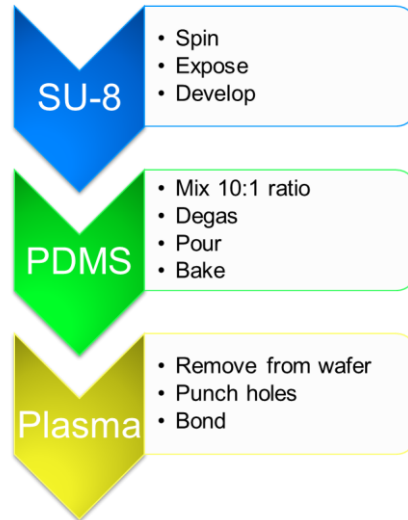 SU-8
• Spin
• Expose
• Develop
PDMS
• Mix 10:1 ratio
• Degas
• Pour
• Bake
Plasma
• Remove from wafer
• Punch holes
• Bond